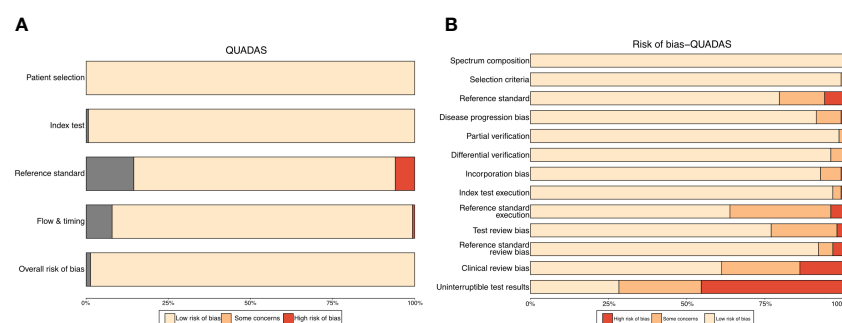 A
QUADAS
Patient selection
Index test
Reference standard
Flow & timing
Overall risk of bias
0% 25% 50% 75% 100%
Low risk of bias Some concerns High risk of bias
B
Risk of bias–QUADAS
Spectrum composition
Selection criteria
Reference standard
Disease progression bias
Partial verification
Differential verification
Incorporation bias
Index test execution
Reference standard
execution
Test review bias
Reference standard
review bias
Clinical review bias
Uninterruptible test results
0% 25% 50% 75% 100
High risk of bias Some concerns Low risk of bias